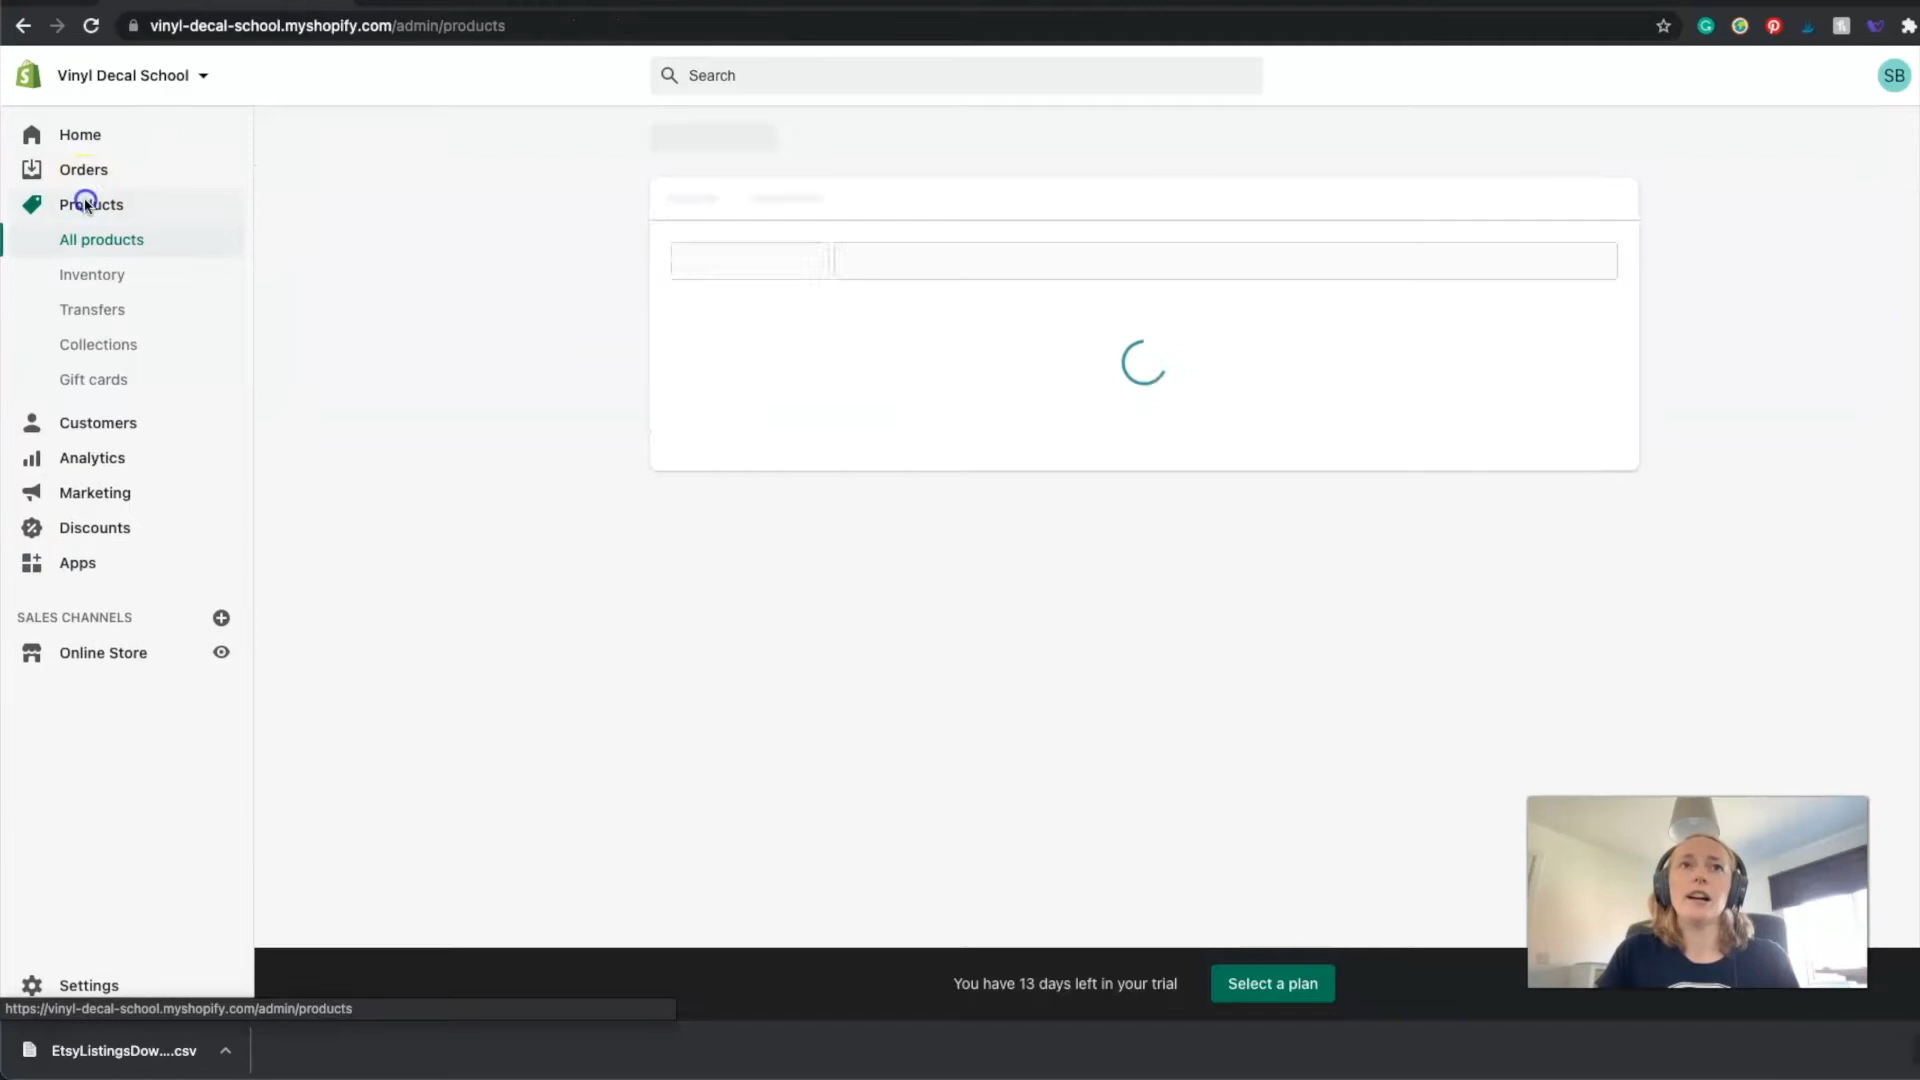 vinyl-decal-school.myshopify.com/admin/products
Vinyl Decal School
Search
SB
Home
Orders
Products
All products
Inventory
Transfers
Collections
Gift cards
Customers
Analytics
Marketing
Discounts
Apps
SALES CHANNELS
Online Store
You have 13 days left in your trial
Select a plan
Settings
https://vinyl-decal-school.myshopify.com/admin/products
EtsyListingsDow....csv